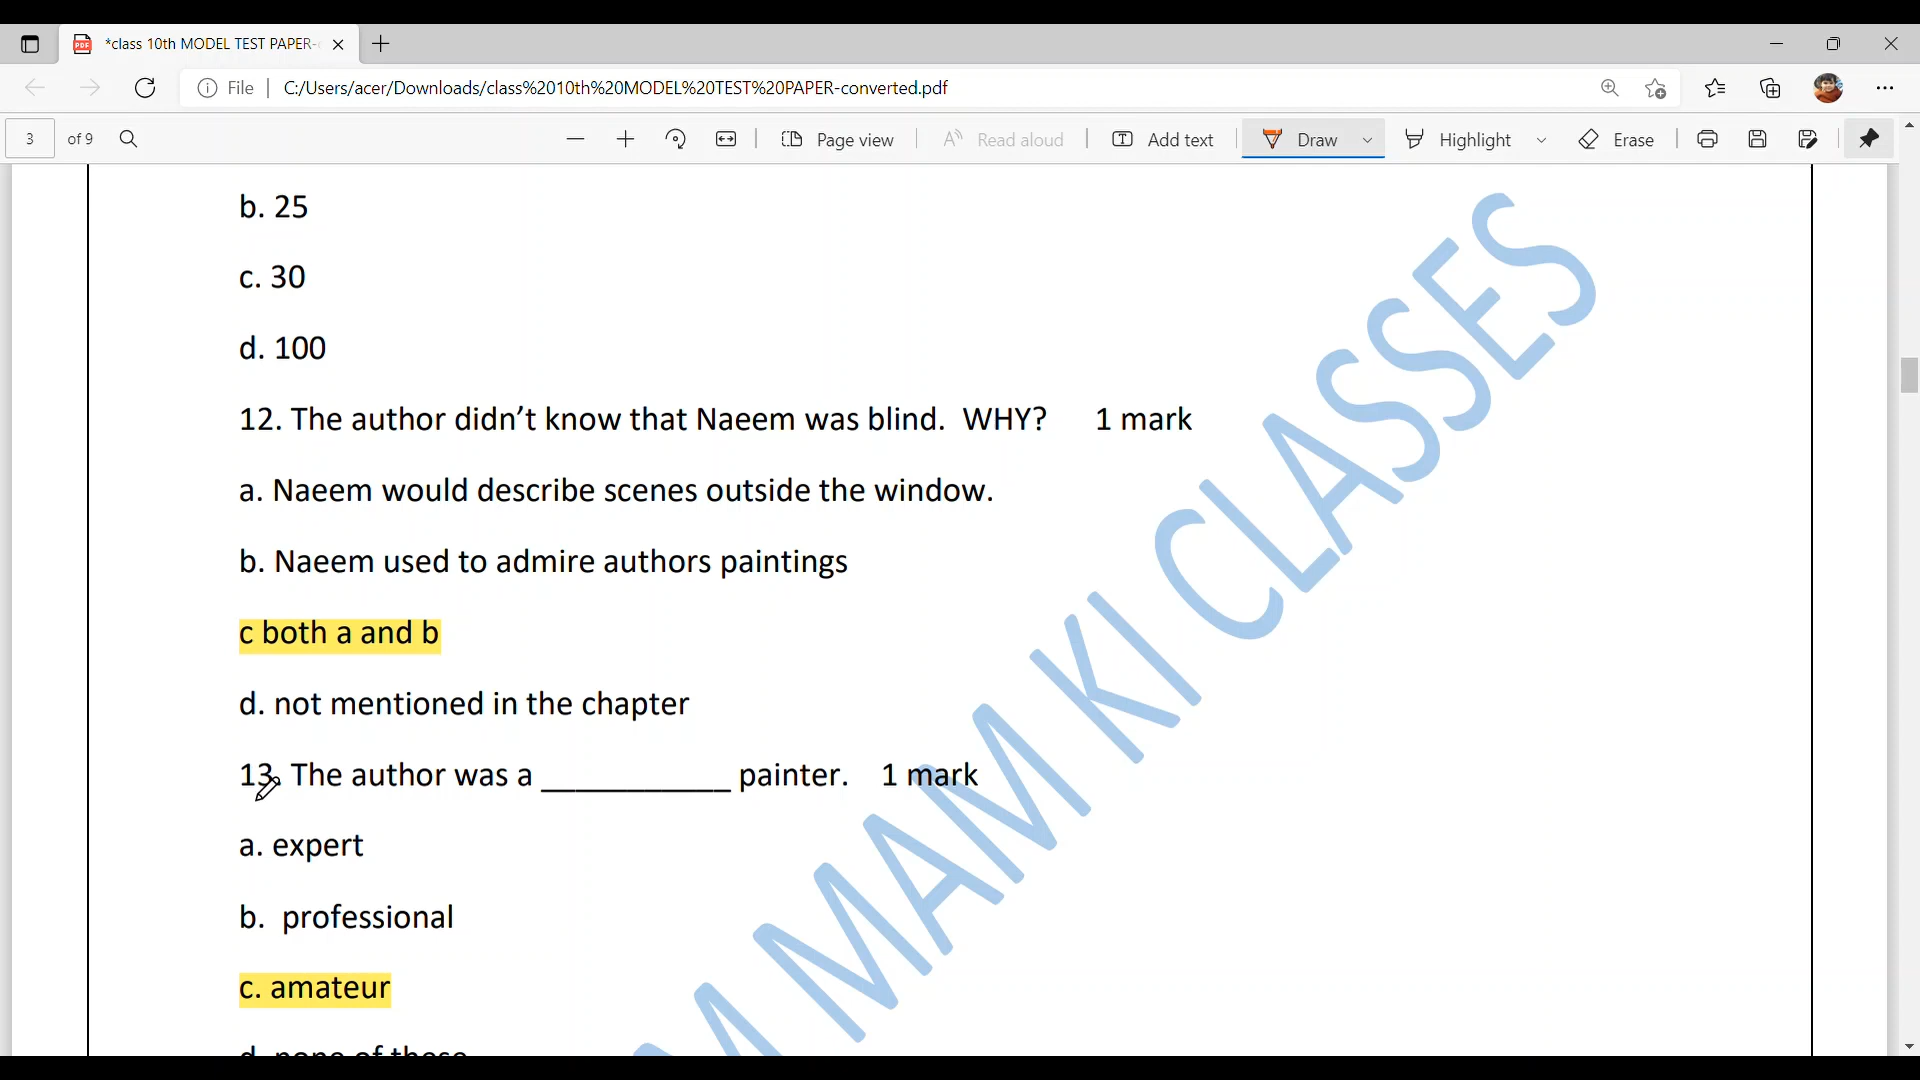 *class 10th MODEL TEST PAPER-
File
C:/Users/acer/Downloads/class%2010th%20MODEL%20TEST%20PAPER-converted.pdf
3 of 9
Page view
Read aloud
Add text
Draw
Highlight
Erase
b. 25
c. 30
d. 100
12. The author didn’t know that Naeem was blind.  WHY?    1 mark
a. Naeem would describe scenes outside the window.
b. Naeem used to admire authors paintings
c both a and b
d. not mentioned in the chapter
13. The author was a ____________ painter.   1 mark
a. expert
b.  professional
c. amateur
d. none of these
M MAM KI CLASSES